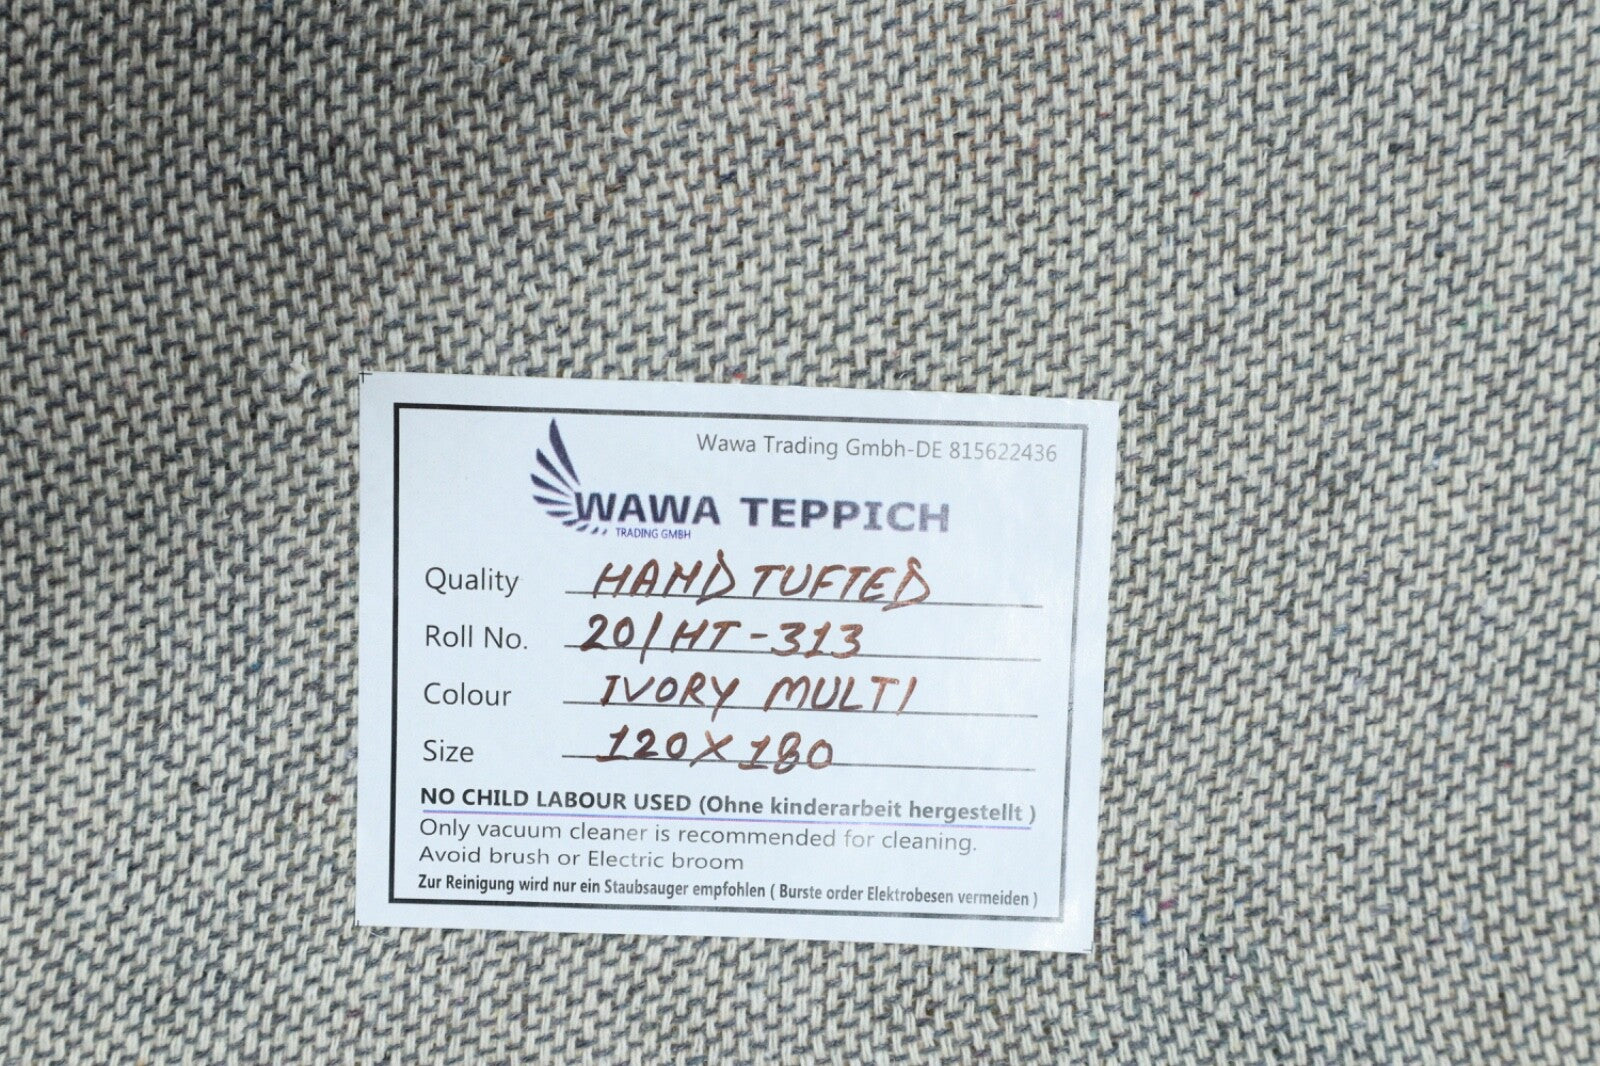 Wawa Trading Gmbh-DE 815622436
WAWA TEPPICH
TRADING GMBH
Quality HAND TUFTED
Roll No. 20/HT-313
Colour IVORY MULTI
Size 120X180
NO CHILD LABOUR USED (Ohne kinderarbeit hergestellt )
Only vacuum cleaner is recommended for cleaning.
Avoid brush or Electric broom
Zur Reinigung wird nur ein Staubsauger empfohlen ( Burste order Elektrobesen vermeiden )